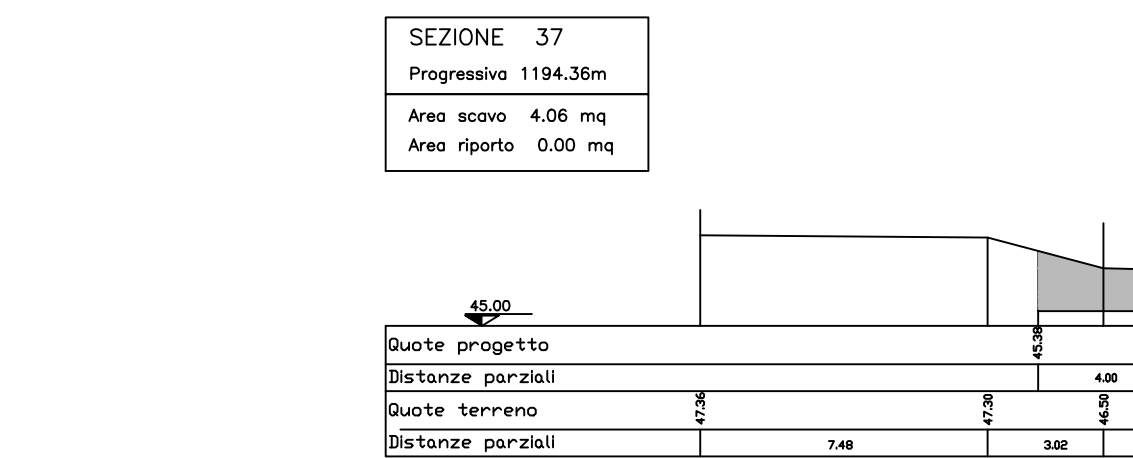 SEZIONE 37
Progressiva 1194.36m
Area scavo 4.06 mq
Area riporto 0.00 mq
45.00
Quote progetto 45.38
Distanze parziali 4.00
Quote terreno 47.36 47.30 46.50
Distanze parziali 7.48 3.02